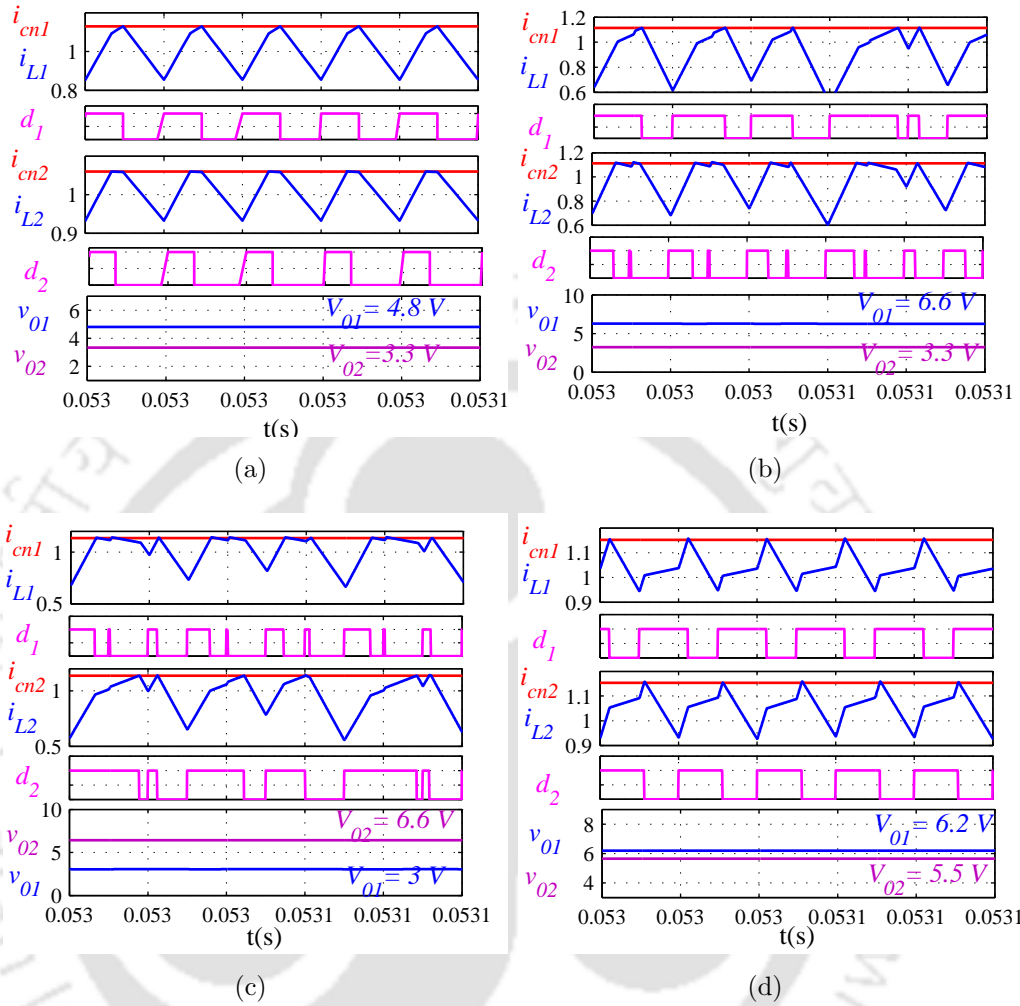 i_cn1
i_L1
1
0.8
d_1
i_cn2
i_L2
1
0.9
d_2
v_01
v_02
6
4
2
V_01 = 4.8 V
V_02 =3.3 V
0.053 0.053 0.053 0.053 0.0531 0.0531
t(s)
(a)
i_cn1
i_L1
1.2
1
0.8
0.6
d_1
i_cn2
i_L2
1.2
1
0.8
0.6
d_2
v_01
v_02
10
5
0
V_01 = 6.6 V
V_02 = 3.3 V
0.053 0.053 0.053 0.0531 0.0531 0.0531
t(s)
(b)
i_cn1
i_L1
1
0.5
d_1
i_cn2
i_L2
1
0.5
d_2
v_02
v_01
10
5
0
V_02 = 6.6 V
V_01 = 3 V
0.053 0.053 0.053 0.0531 0.0531 0.0531
t(s)
(c)
i_cn1
i_L1
1.1
1
0.9
d_1
i_cn2
i_L2
1.1
1
0.9
d_2
v_01
v_02
8
6
4
V_01 = 6.2 V
V_02 = 5.5 V
0.053 0.053 0.053 0.0531 0.0531 0.0531
t(s)
(d)